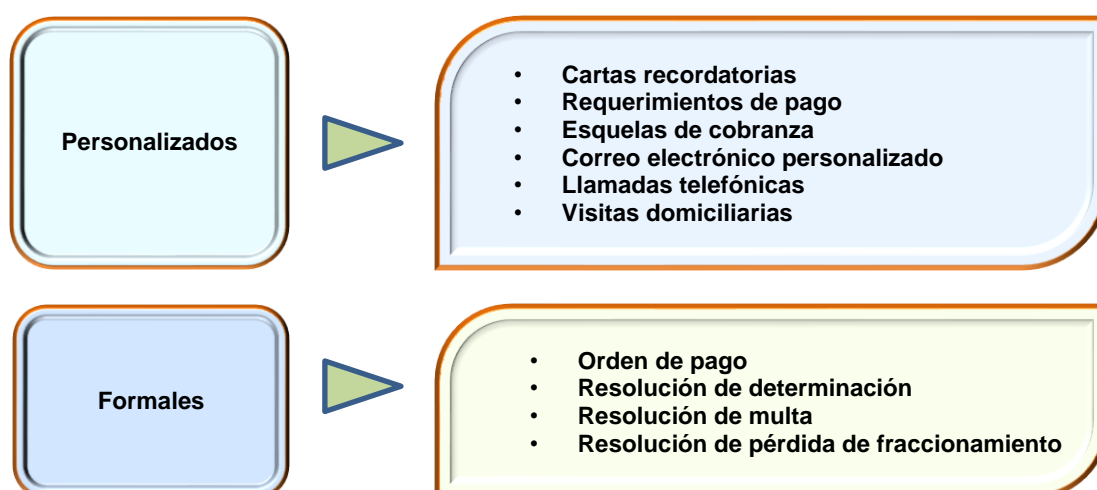 Personalizados
• Cartas recordatorias
• Requerimientos de pago
• Esquelas de cobranza
• Correo electrónico personalizado
• Llamadas telefónicas
• Visitas domiciliarias
Formales
• Orden de pago
• Resolución de determinación
• Resolución de multa
• Resolución de pérdida de fraccionamiento